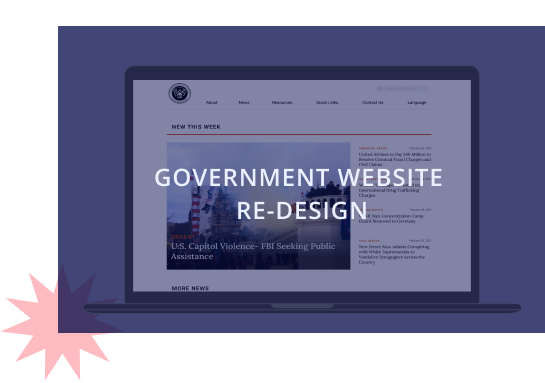 About News Resources Quick Links Contact Us Language
NEW THIS WEEK
GOVERNMENT WEBSITE
RE-DESIGN
URGENT
U.S. Capitol Violence- FBI Seeking Public
Assistance
United Airlines to Pay $49 Million to
Resolve Criminal Fraud Charges and
Civil Claims
International Drug Trafficking
Charges
Nazi Concentration Camp
Guard Removed to Germany
New Jersey Man Admits Conspiring
with White Supremacists to
Vandalize Synagogues Across the
Country
MORE NEWS